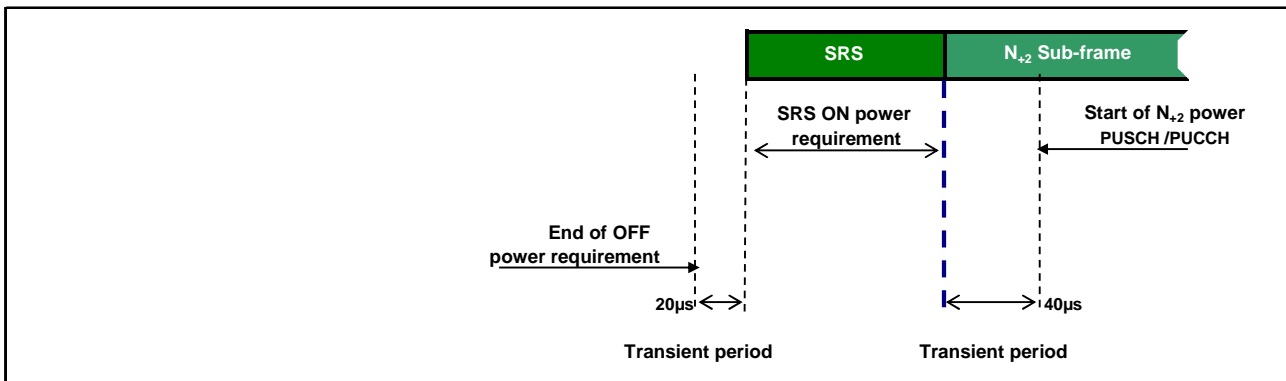 SRS
N+2 Sub-frame
SRS ON power
requirement
Start of N+2 power
PUSCH /PUCCH
End of OFF
power requirement
20µs
40µs
Transient period
Transient period